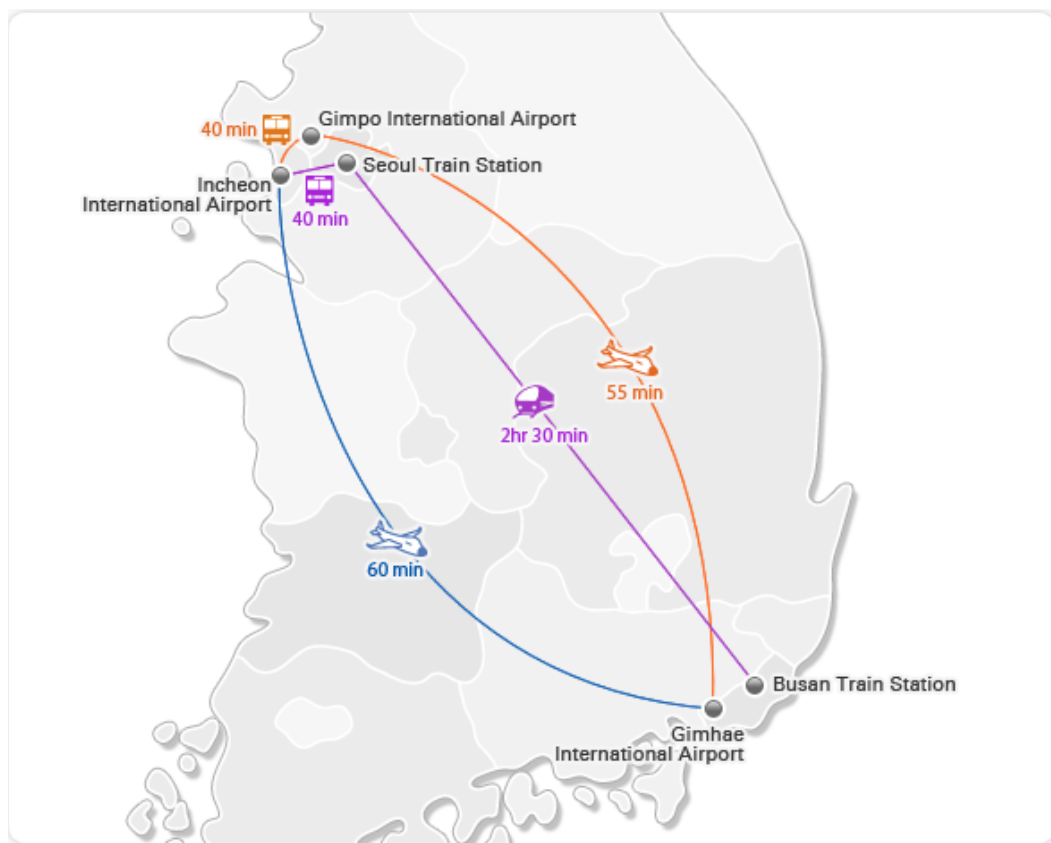 40 min
Gimpo International Airport
Seoul Train Station
Incheon
International Airport
40 min
55 min
2hr 30 min
60 min
Busan Train Station
Gimhae
International Airport